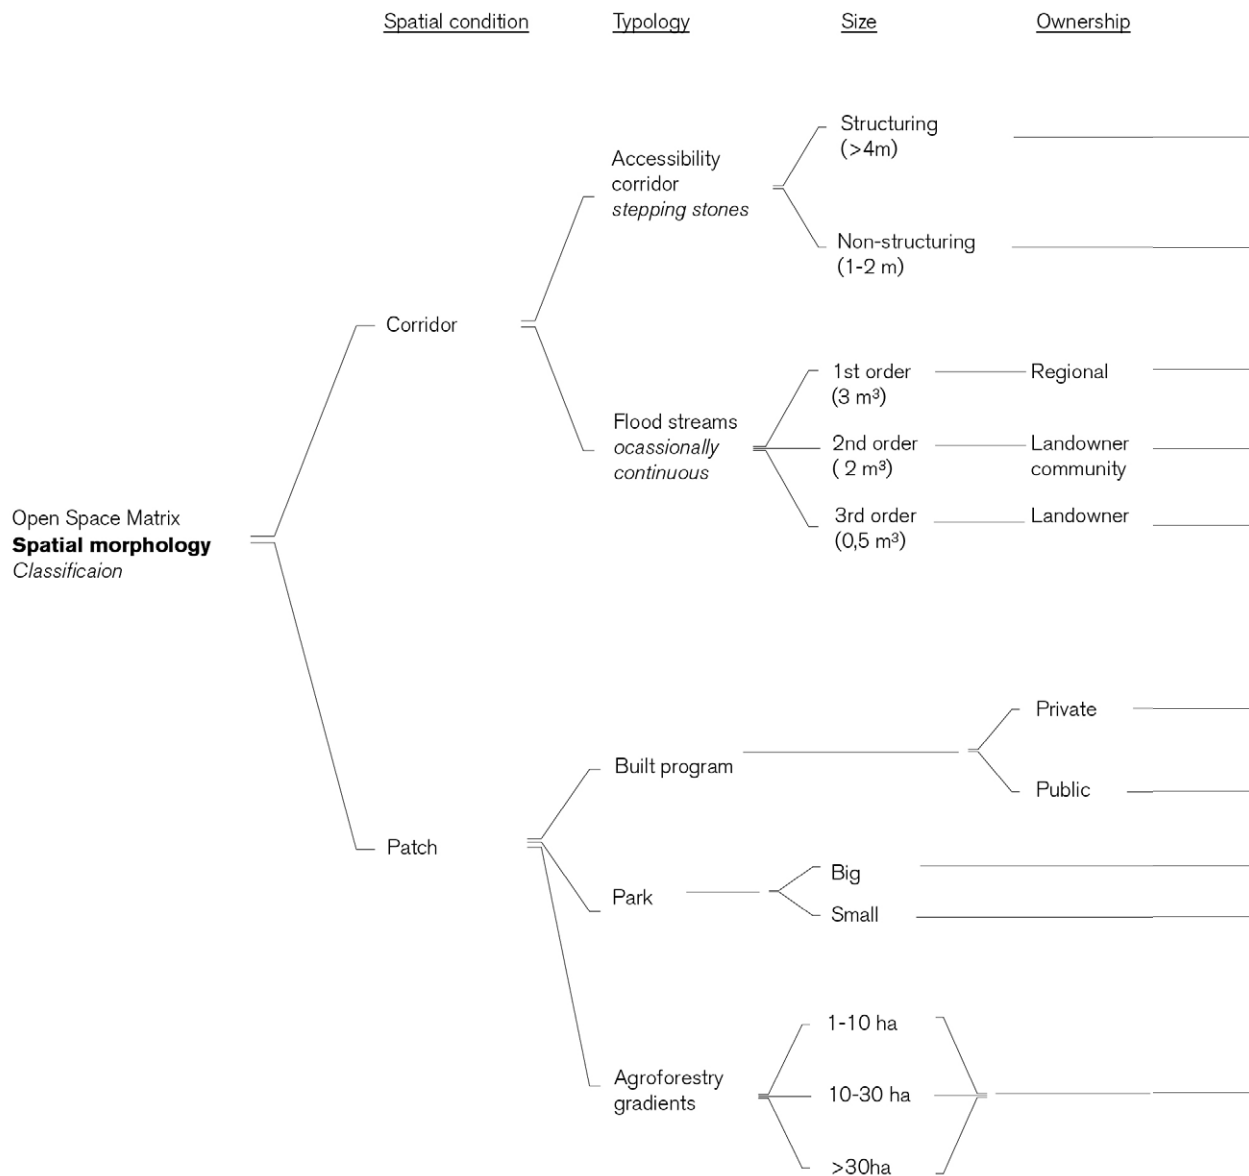 Spatial condition
Typology
Size
Ownership
Structuring
(>4m)
Accessibility
corridor
stepping stones
Non-structuring
(1-2 m)
Corridor
1st order
(3 m³)
Regional
Flood streams
ocassionally
continuous
2nd order
( 2 m³)
Landowner
community
3rd order
(0,5 m³)
Landowner
Open Space Matrix
Spatial morphology
Classificaion
Private
Built program
Public
Patch
Big
Park
Small
1-10 ha
Agroforestry
gradients
10-30 ha
>30ha